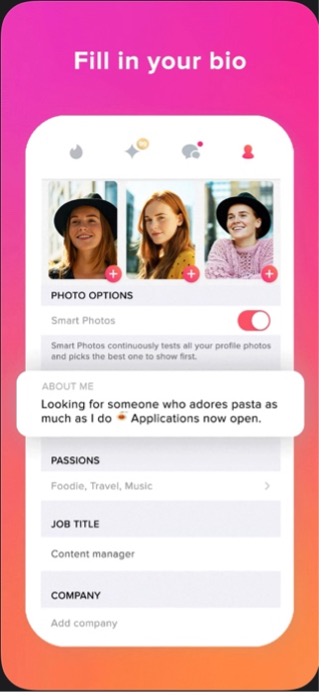 Fill in your bio
PHOTO OPTIONS
Smart Photos
Smart Photos continuously tests all your profile photos
and picks the best one to show first.
ABOUT ME
Looking for someone who adores pasta as
much as I do 🍝 Applications now open.
PASSIONS
Foodie, Travel, Music
JOB TITLE
Content manager
COMPANY
Add company